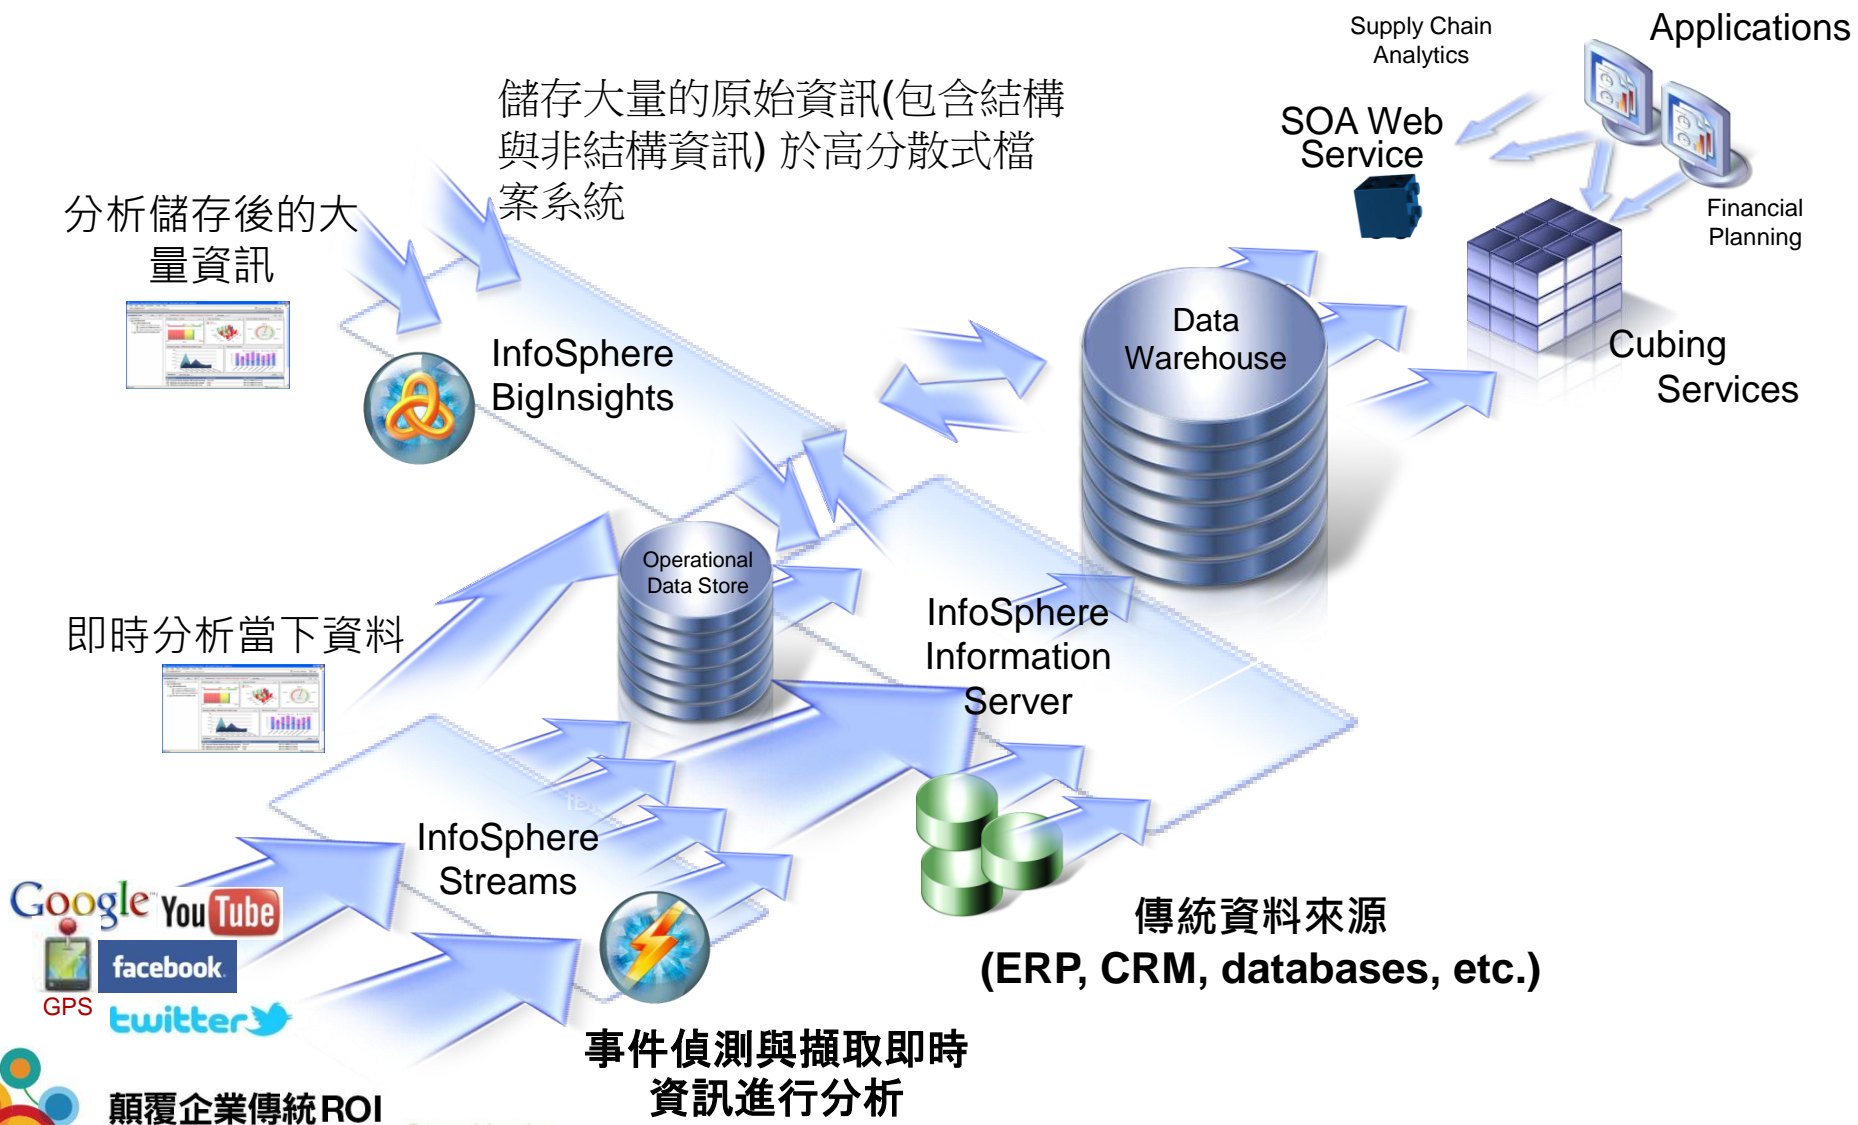 Supply Chain
Analytics
Applications
儲存大量的原始資訊(包含結構
與非結構資訊) 於高分散式檔
案系統
SOA Web
Service
分析儲存後的大
量資訊
Financial
Planning
Data
Warehouse
InfoSphere
BigInsights
Cubing
Services
Operational
Data Store
InfoSphere
Information
Server
即時分析當下資料
InfoSphere
Streams
Google
YouTube
facebook
GPS
twitter
傳統資料來源
(ERP, CRM, databases, etc.)
事件偵測與擷取即時
資訊進行分析
顛覆企業傳統ROI